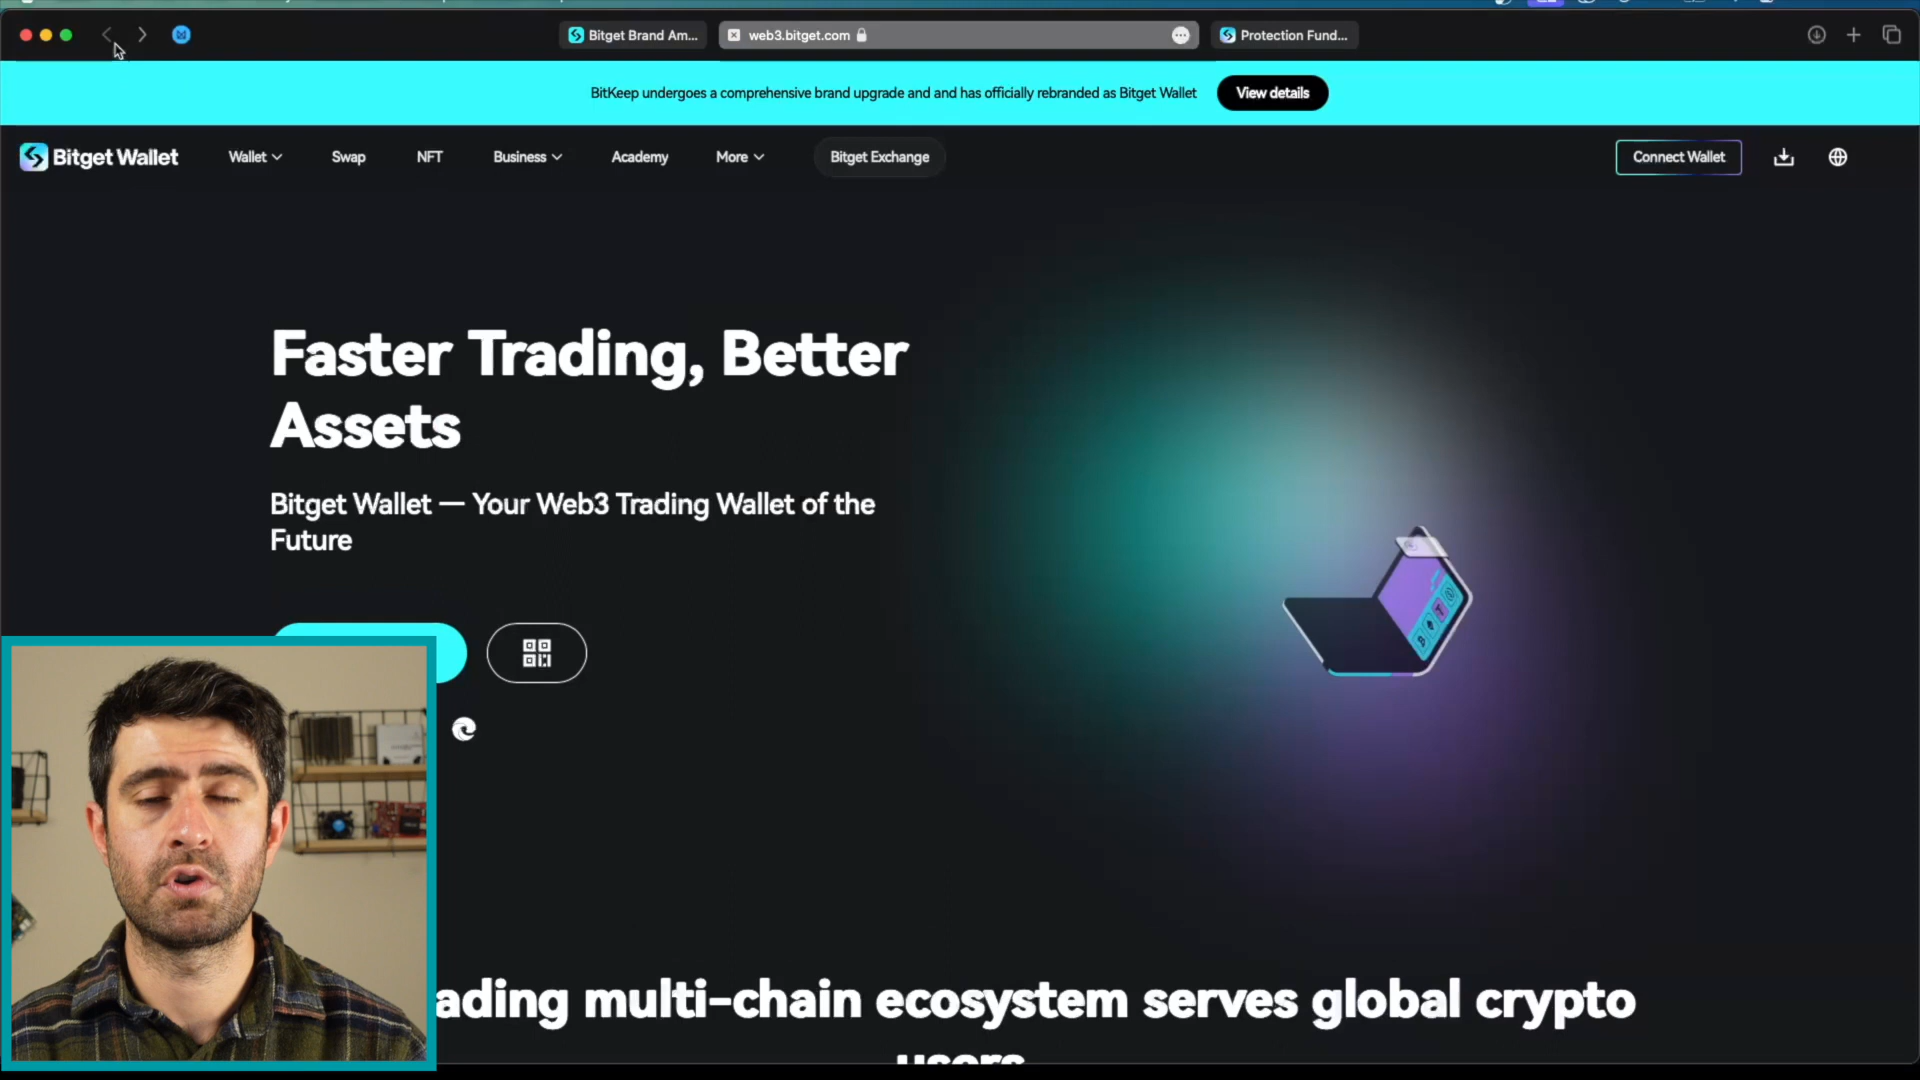 Bitget Brand Am...
web3.bitget.com
Protection Fund...
BitKeep undergoes a comprehensive brand upgrade and and has officially rebranded as Bitget Wallet
View details
Bitget Wallet
Wallet
Swap
NFT
Business
Academy
More
Bitget Exchange
Connect Wallet
Faster Trading, Better
Assets
Bitget Wallet — Your Web3 Trading Wallet of the
Future
ading multi-chain ecosystem serves global crypto
users